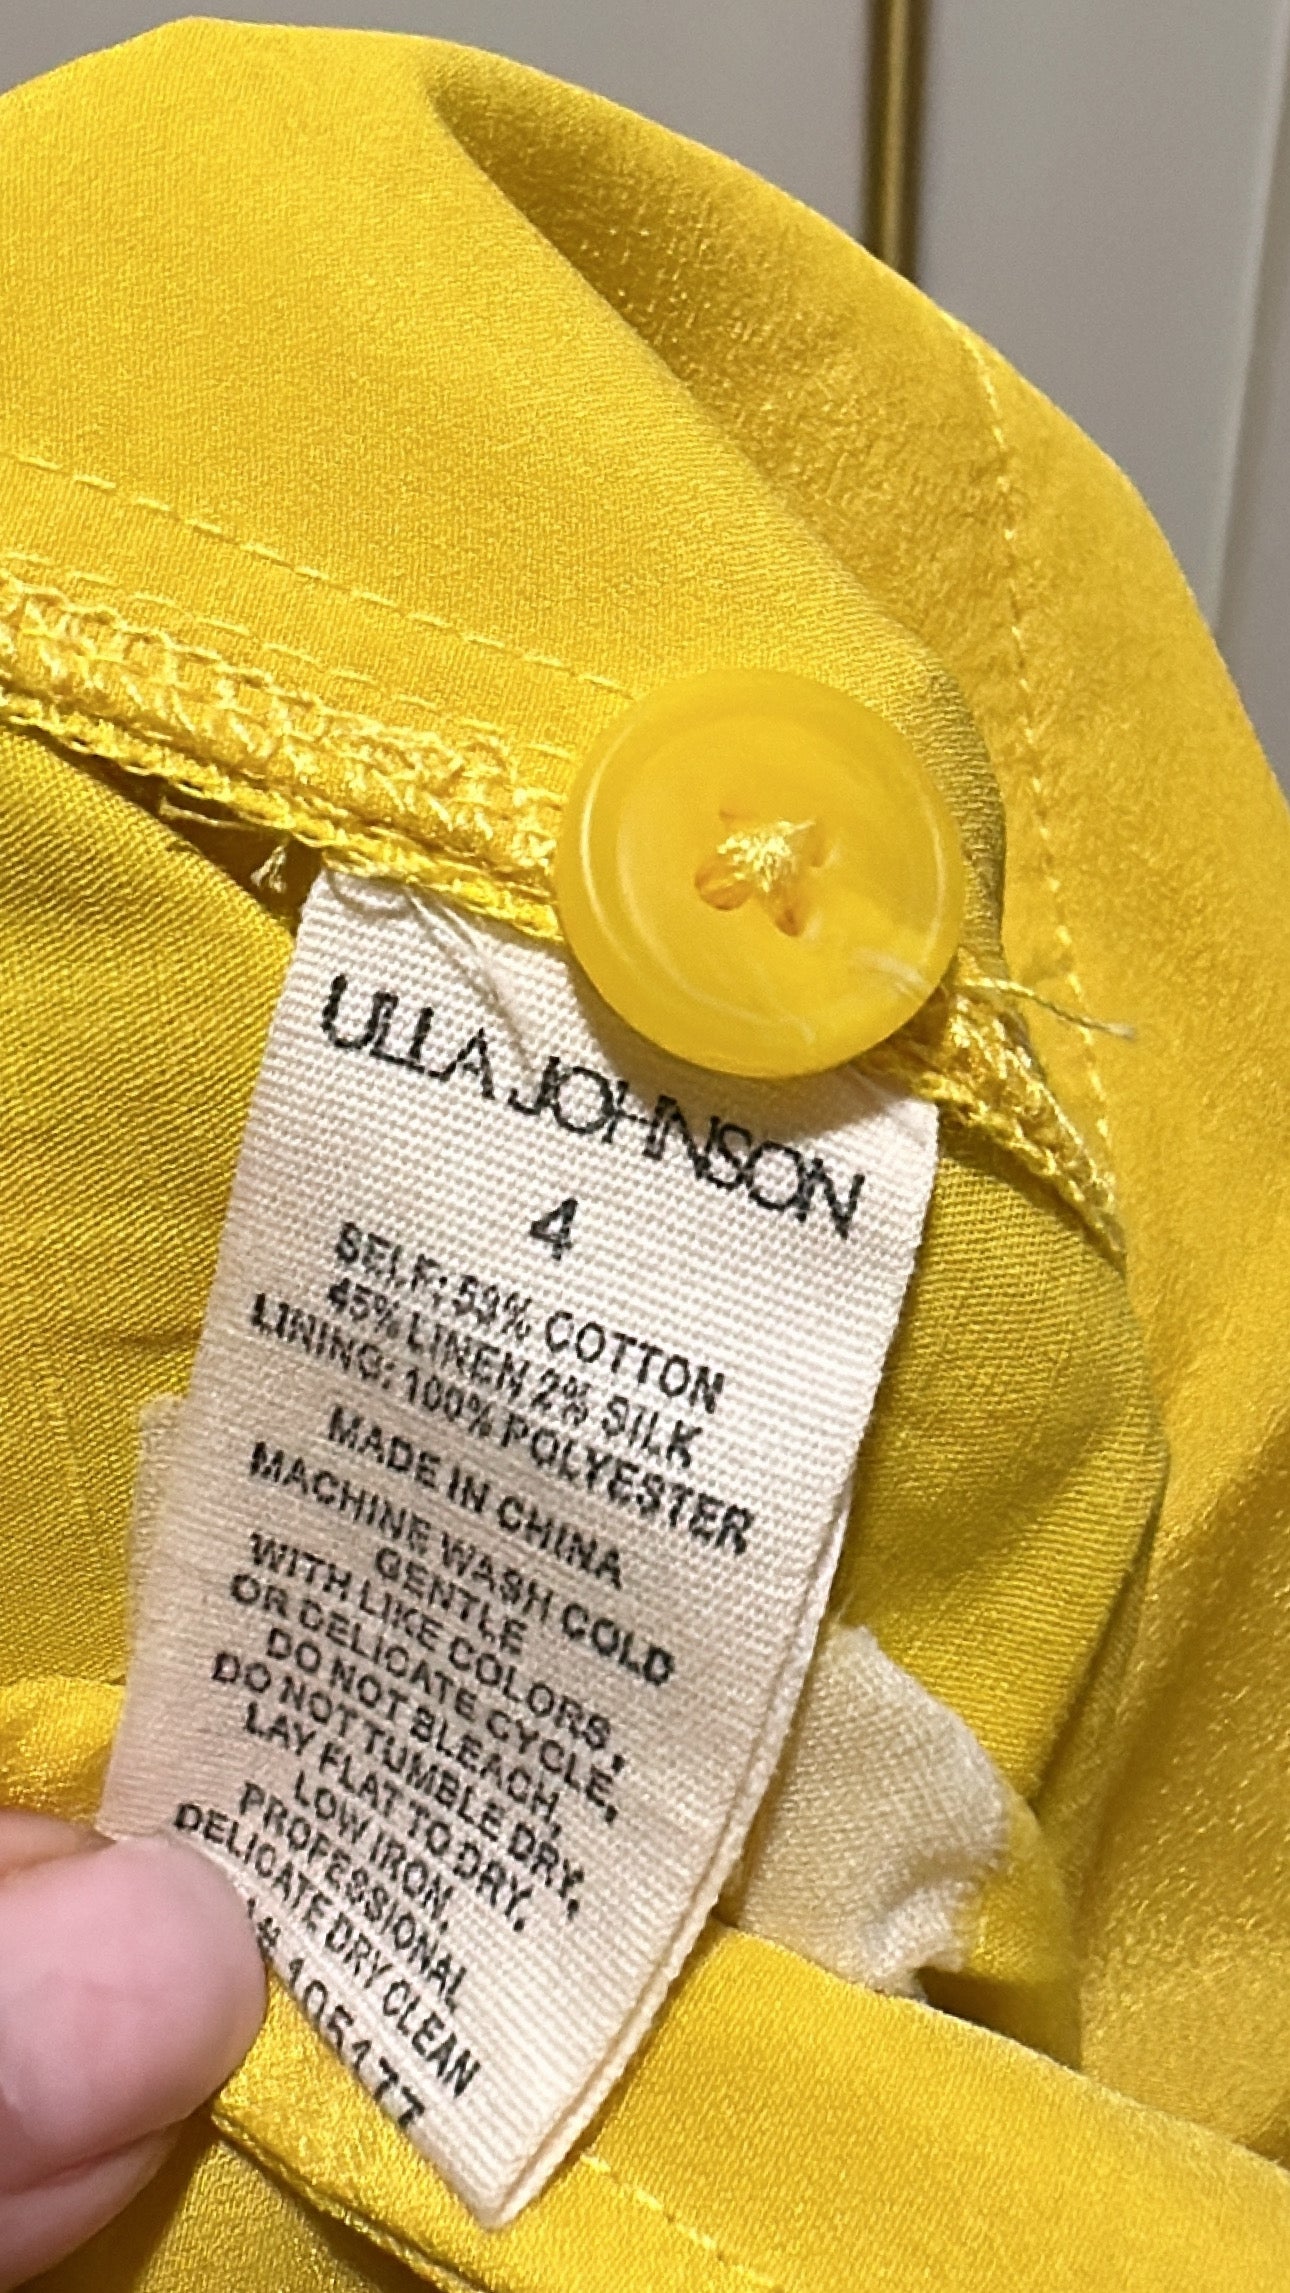 ULLA JOHNSON
4
SELF: 53% COTTON
45% LINEN 2% SILK
LINING: 100% POLYESTER
MADE IN CHINA
MACHINE WASH COLD
GENTLE
WITH LIKE COLORS,
OR DELICATE CYCLE,
DO NOT BLEACH,
DO NOT TUMBLE DRY,
LAY FLAT TO DRY,
LOW IRON,
PROFESSIONAL
DELICATE DRY CLEAN
# 105177